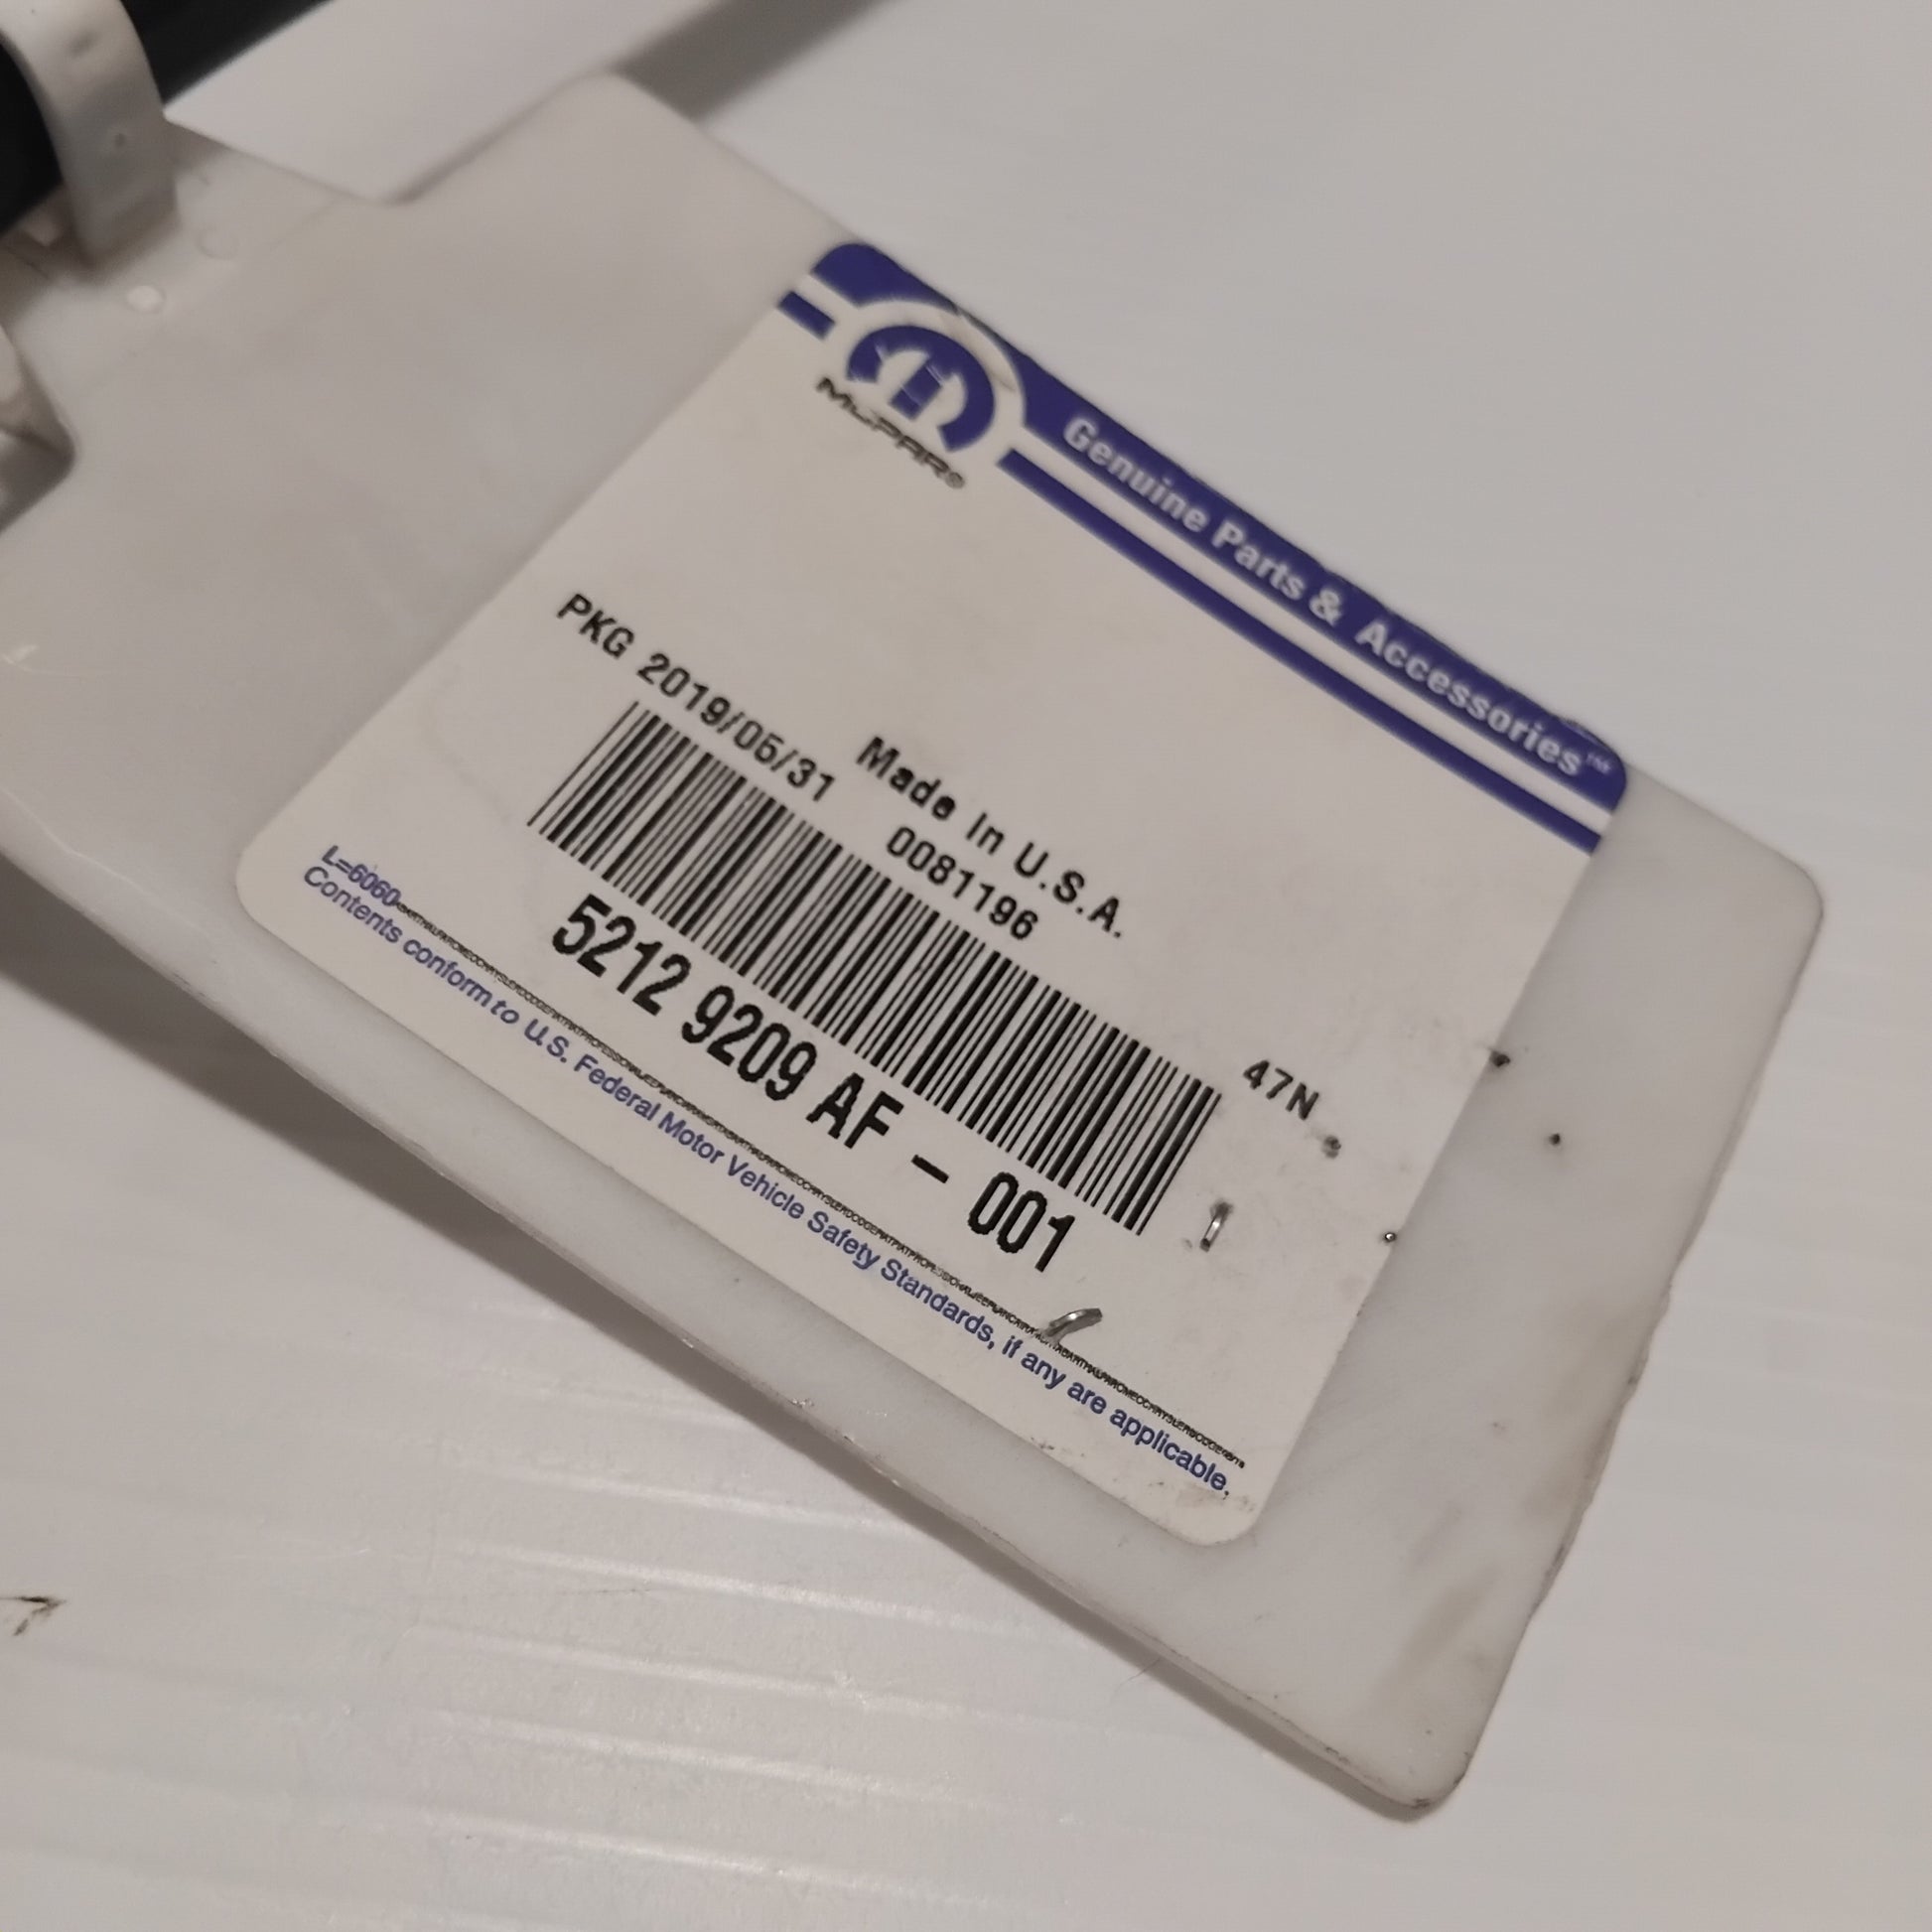 Genuine Parts & Accessories™
MOPAR®
Made In U.S.A.
PKG 2019/05/31 0081196
47N
5212 9209 AF - 001
L=6060
Contents conform to U.S. Federal Motor Vehicle Safety Standards, if any are applicable.